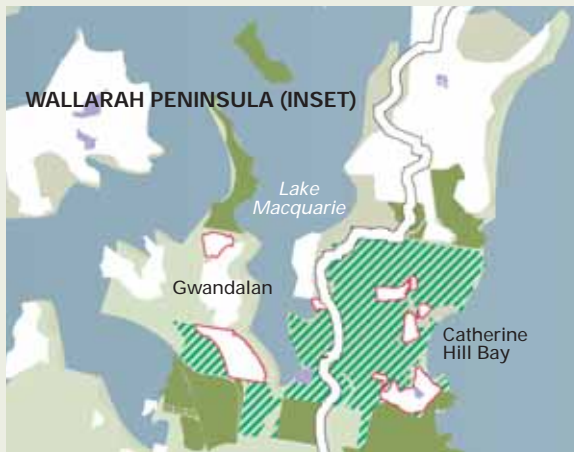 WALLARAH PENINSULA (INSET)
Lake
Macquarie
Gwandalan
Catherine
Hill Bay